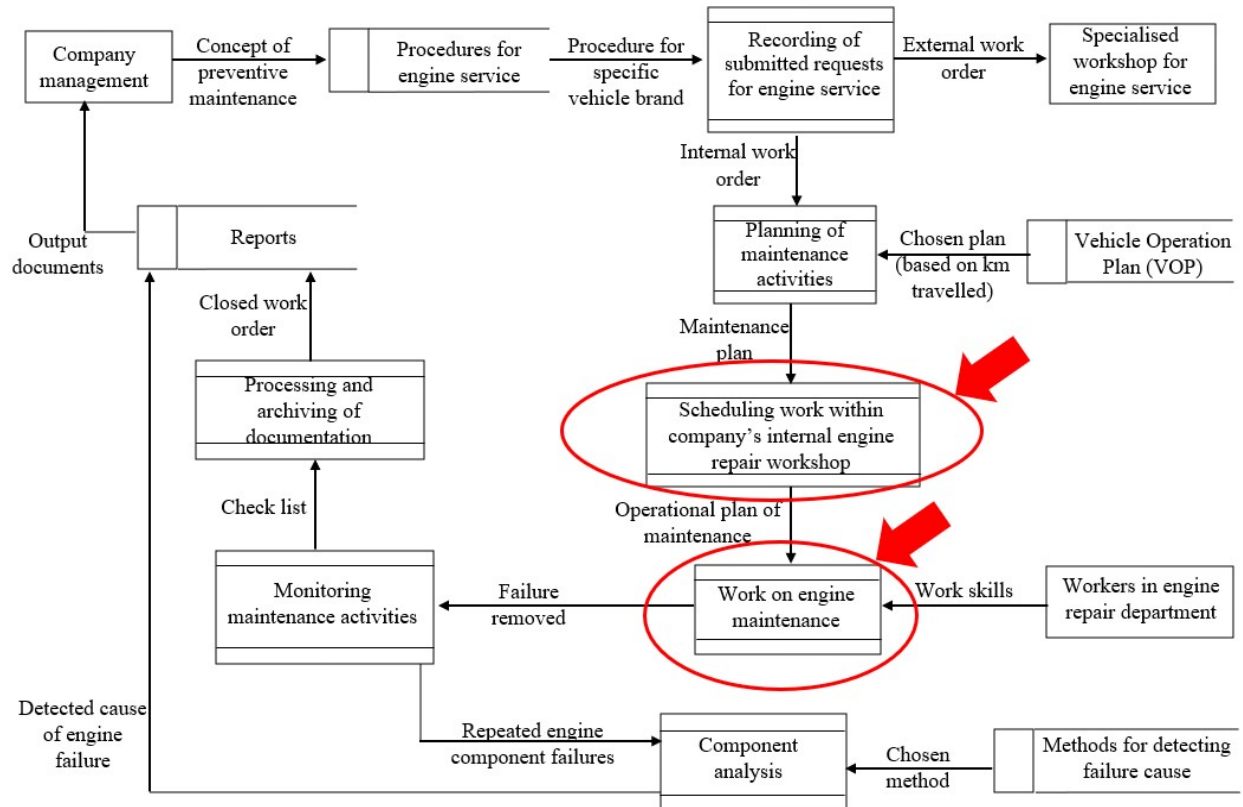 Company
management
Concept of
preventive
maintenance
Procedures for
engine service
Procedure for
specific
vehicle brand
Recording of
submitted requests
for engine service
External work
order
Specialised
workshop for
engine service
Internal work
order
Output
documents
Reports
Planning of
maintenance
activities
Chosen plan
(based on km
travelled)
Vehicle Operation
Plan (VOP)
Closed work
order
Maintenance
plan
Processing and
archiving of
documentation
Scheduling work within
company’s internal engine
repair workshop
Check list
Operational plan of
maintenance
Monitoring
maintenance activities
Failure
removed
Work on engine
maintenance
Work skills
Workers in engine
repair department
Detected cause
of engine
failure
Repeated engine
component failures
Component
analysis
Chosen
method
Methods for detecting
failure cause